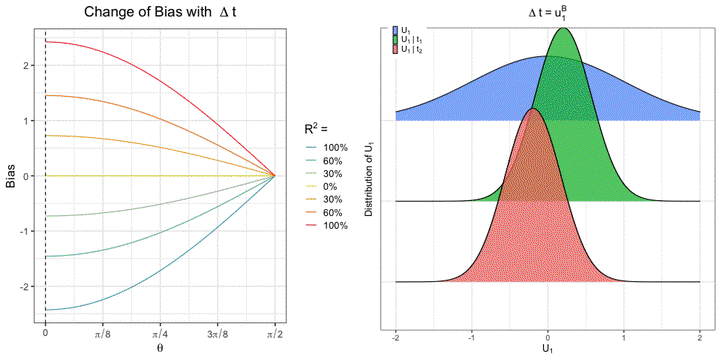 Change of Bias with Δ t
Bias
2
1
0
-1
-2
0
π/8
π/4
3π/8
π/2
θ
R² =
100%
60%
30%
0%
30%
60%
100%
Δ t = u₁ᴮ
U₁
U₁ | t₁
U₁ | t₂
Disttribution of U₁
-2
-1
0
1
2
U₁